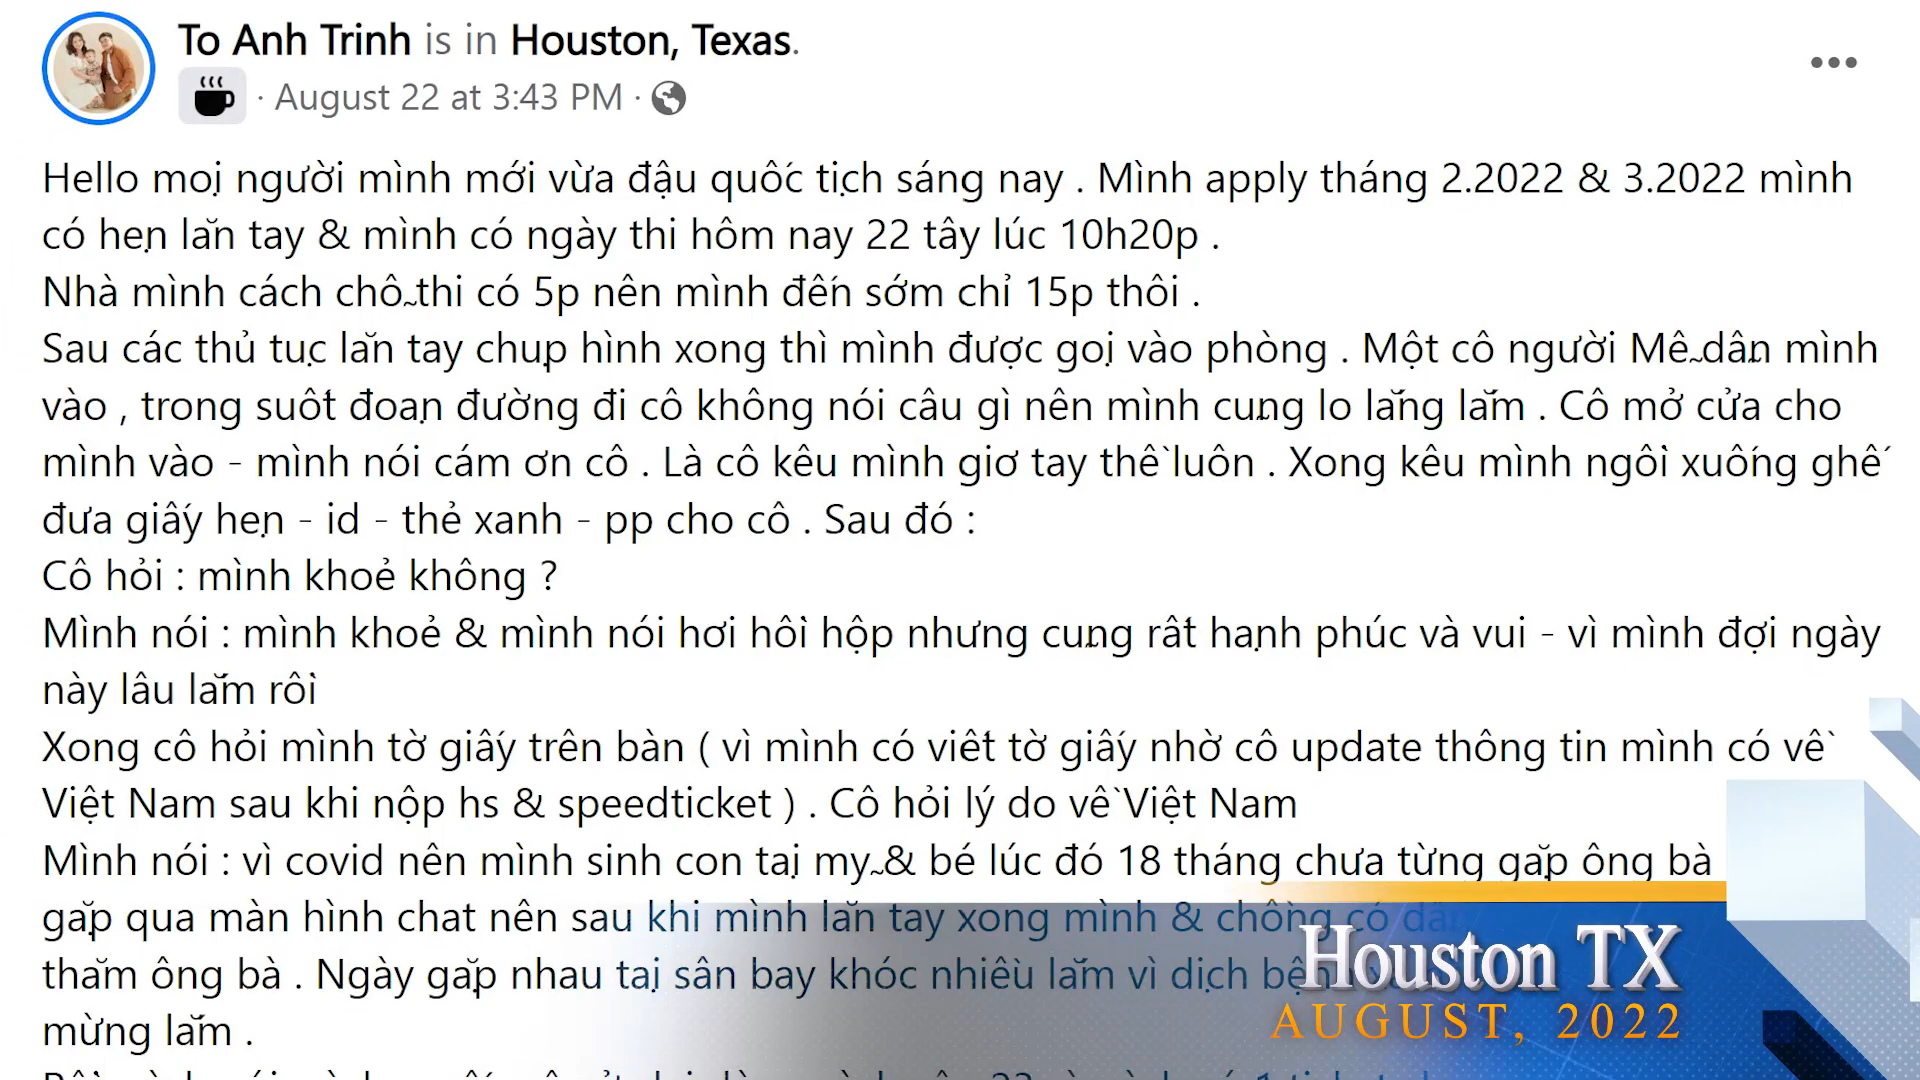 To Anh Trinh is in Houston, Texas.
· August 22 at 3:43 PM ·
Hello mọi người mình mới vừa đậu quốc tịch sáng nay . Mình apply tháng 2.2022 & 3.2022 mình
có hẹn lăn tay & mình có ngày thi hôm nay 22 tây lúc 10h20p .
Nhà mình cách chỗ thi có 5p nên mình đến sớm chỉ 15p thôi .
Sau các thủ tục lăn tay chụp hình xong thì mình được gọi vào phòng . Một cô người Mễ dẫn mình
vào , trong suốt đoạn đường đi cô không nói câu gì nên mình cũng lo lắng lắm . Cô mở cửa cho
mình vào - mình nói cám ơn cô . Là cô kêu mình giơ tay thề luôn . Xong kêu mình ngồi xuống ghế
đưa giấy hẹn - id - thẻ xanh - pp cho cô . Sau đó :
Cô hỏi : mình khoẻ không ?
Mình nói : mình khoẻ & mình nói hơi hồi hộp nhưng cũng rất hạnh phúc và vui - vì mình đợi ngày
này lâu lắm rồi
Xong cô hỏi mình tờ giấy trên bàn ( vì mình có viết tờ giấy nhờ cô update thông tin mình có về
Việt Nam sau khi nộp hs & speedticket ) . Cô hỏi lý do về Việt Nam
Mình nói : vì covid nên mình sinh con tại mỹ & bé lúc đó 18 tháng chưa từng gặp ông bà
gặp qua màn hình chat nên sau khi mình lăn tay xong mình & chồng có
thăm ông bà . Ngày gặp nhau tại sân bay khóc nhiều lắm vì dịch bệnh
mừng lắm .
Houston TX
AUGUST, 2022